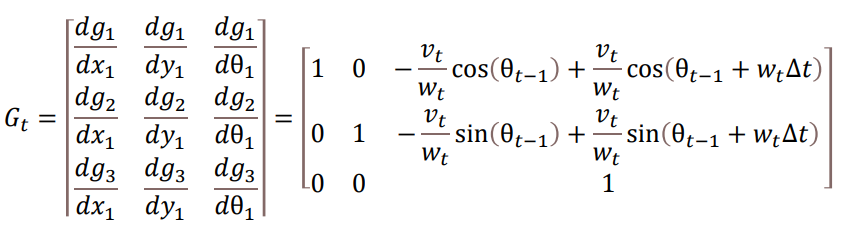 G_t = [dg_1/dx_1 dg_1/dy_1 dg_1/dθ_1; dg_2/dx_1 dg_2/dy_1 dg_2/dθ_1; dg_3/dx_1 dg_3/dy_1 dg_3/dθ_1] = [1 0 −v_t/w_t cos(θ_{t−1}) + v_t/w_t cos(θ_{t−1} + w_tΔt); 0 1 −v_t/w_t sin(θ_{t−1}) + v_t/w_t sin(θ_{t−1} + w_tΔt); 0 0 1]